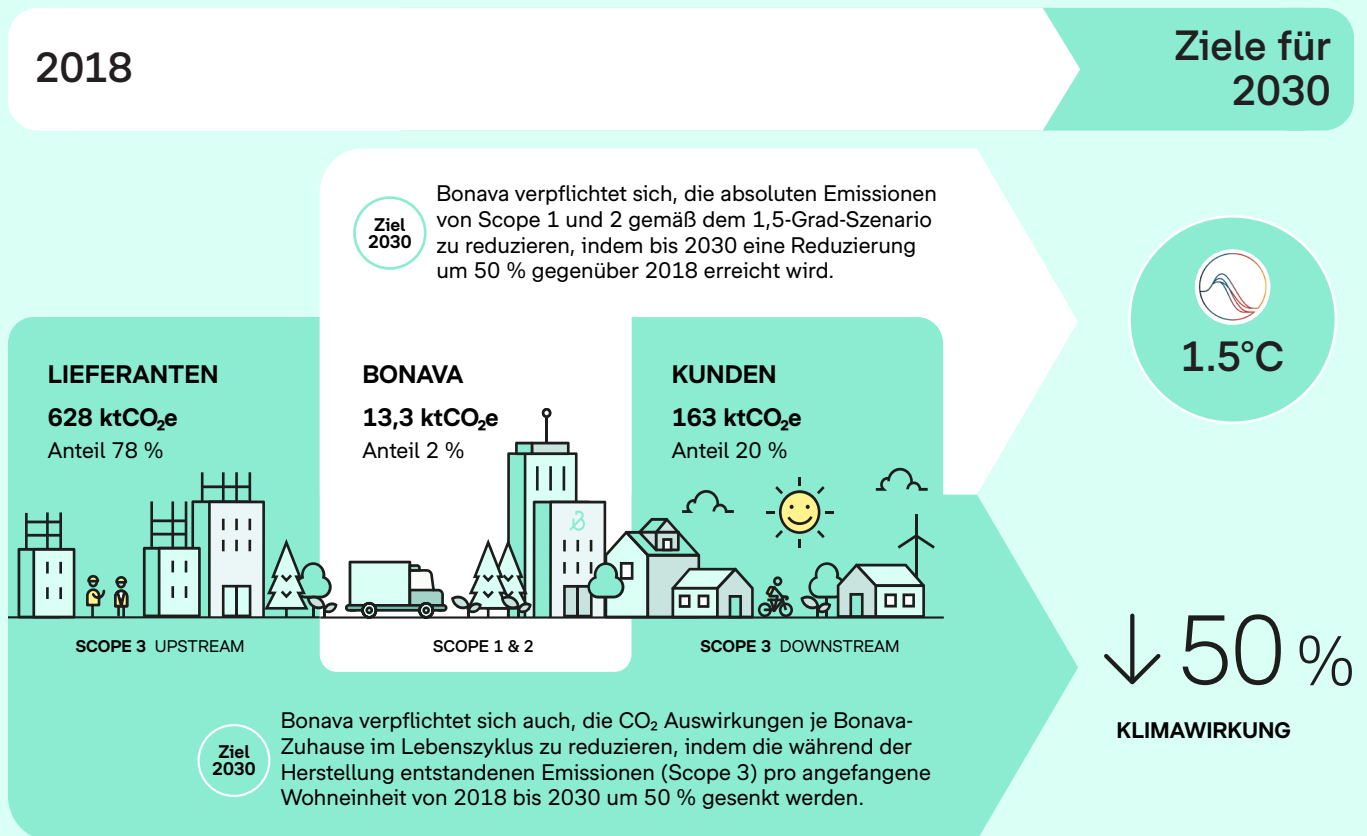 2018
Ziele für
2030
Ziel
2030
Bonava verpflichtet sich, die absoluten Emissionen
von Scope 1 und 2 gemäß dem 1,5-Grad-Szenario
zu reduzieren, indem bis 2030 eine Reduzierung
um 50 % gegenüber 2018 erreicht wird.
1.5°C
LIEFERANTEN
628 ktCO₂e
Anteil 78 %
BONAVA
13,3 ktCO₂e
Anteil 2 %
KUNDEN
163 ktCO₂e
Anteil 20 %
SCOPE 3 UPSTREAM
SCOPE 1 & 2
SCOPE 3 DOWNSTREAM
↓50 %
KLIMAWIRKUNG
Ziel
2030
Bonava verpflichtet sich auch, die CO₂ Auswirkungen je Bonava-
Zuhause im Lebenszyklus zu reduzieren, indem die während der
Herstellung entstandenen Emissionen (Scope 3) pro angefangene
Wohneinheit von 2018 bis 2030 um 50 % gesenkt werden.